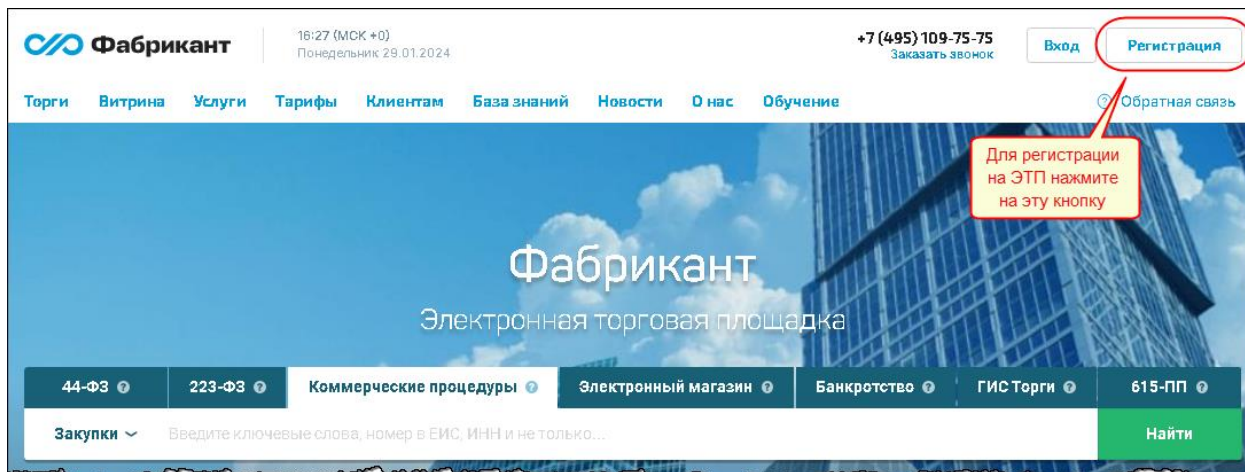 Фабрикант
16:27 (МСК +0)
Понедельник 29.01.2024
+7 (495) 109-75-75
Заказать звонок
Вход
Регистрация
Торги Витрина Услуги Тарифы Клиентам База знаний Новости О нас Обучение
Обратная связь
Для регистрации
на ЭТП нажмите
на эту кнопку
Фабрикант
Электронная торговая площадка
44-ФЗ 223-ФЗ Коммерческие процедуры Электронный магазин Банкротство ГИС Торги 615-ПП
Закупки Введите ключевые слова, номер в ЕИС, ИНН и не только... Найти